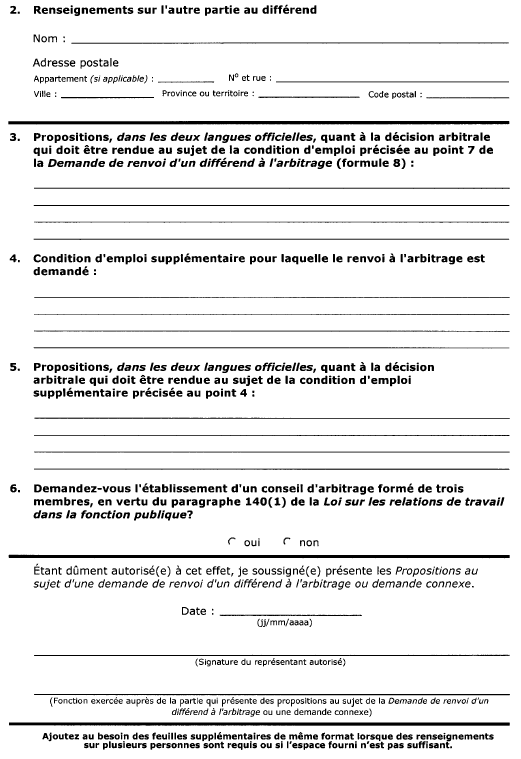 2. Renseignements sur l'autre partie au différend
Nom :
Adresse postale
Appartement (si applicable) : N° et rue :
Ville : Province ou territoire : Code postal :
3. Propositions, dans les deux langues officielles, quant à la décision arbitrale
qui doit être rendue au sujet de la condition d'emploi précisée au point 7 de
la Demande de renvoi d'un différend à l'arbitrage (formule 8) :
4. Condition d'emploi supplémentaire pour laquelle le renvoi à l'arbitrage est
demandé :
5. Propositions, dans les deux langues officielles, quant à la décision
arbitrale qui doit être rendue au sujet de la condition d'emploi
supplémentaire précisée au point 4 :
6. Demandez-vous l'établissement d'un conseil d'arbitrage formé de trois
membres, en vertu du paragraphe 140(1) de la Loi sur les relations de travail
dans la fonction publique?
oui non
Étant dûment autorisé(e) à cet effet, je soussigné(e) présente les Propositions au
sujet d'une demande de renvoi d'un différend à l'arbitrage ou demande connexe.
Date :
(jj/mm/aaaa)
(Signature du représentant autorisé)
(Fonction exercée auprès de la partie qui présente des propositions au sujet de la Demande de renvoi d'un
différend à l'arbitrage ou une demande connexe)
Ajoutez au besoin des feuilles supplémentaires de même format lorsque des renseignements
sur plusieurs personnes sont requis ou si l'espace fourni n'est pas suffisant.